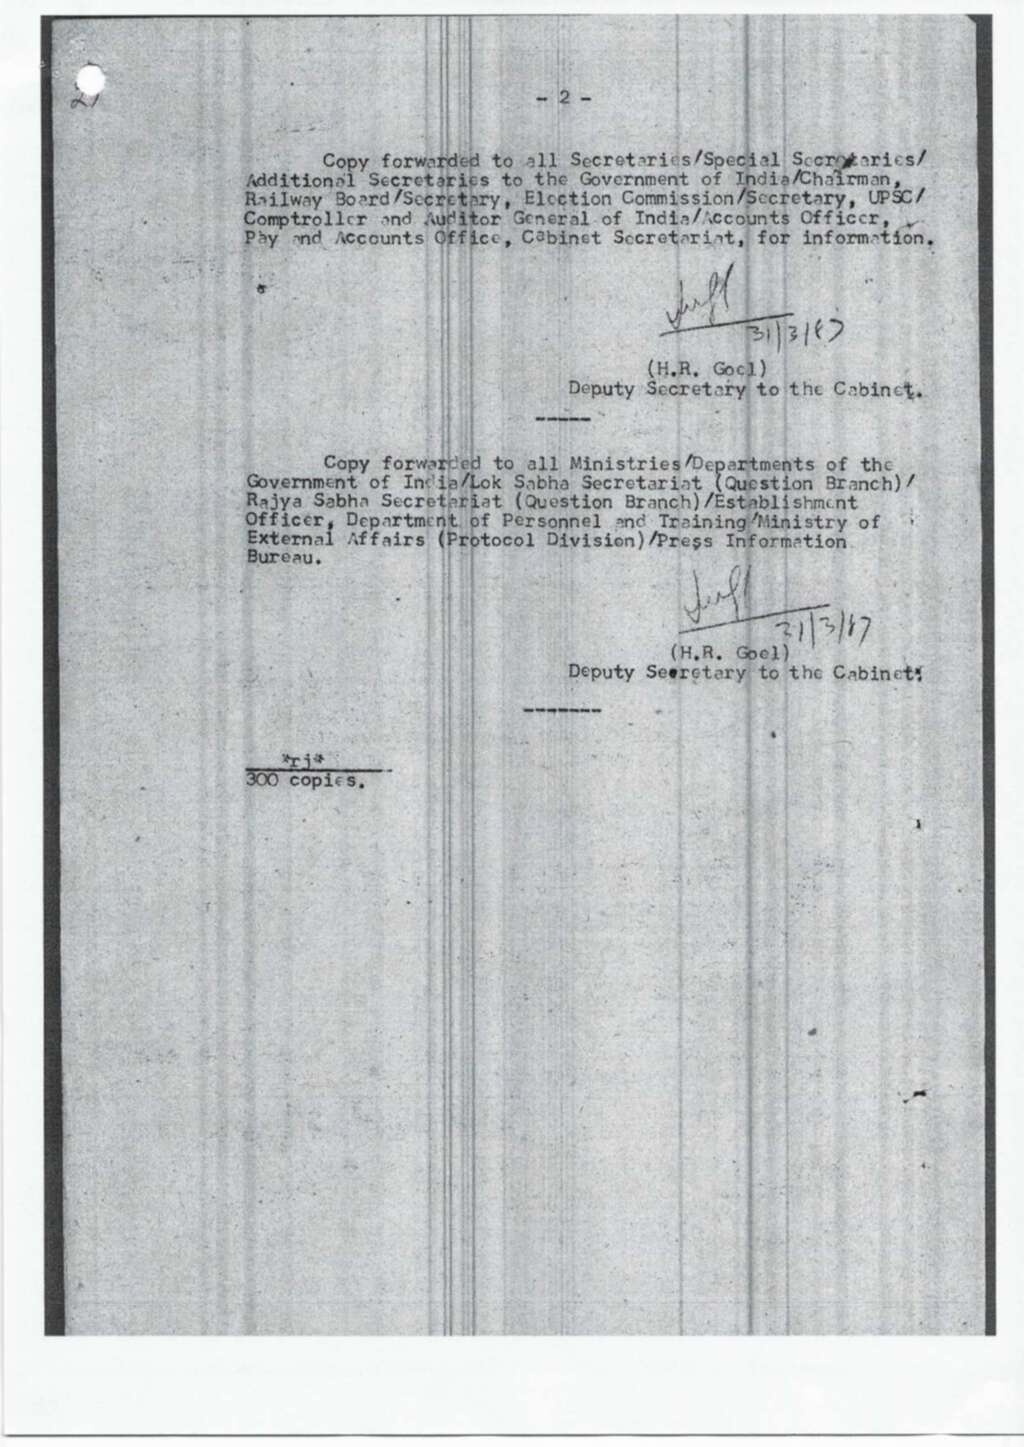 - 2 -
Copy forwarded to all Secretaries/Special Secretaries/
Additional Secretaries to the Government of India/Chairman,
Railway Board/Secretary, Election Commission/Secretary, UPSC/
Comptroller and Auditor General of India/Accounts Officer,
Pay and Accounts Office, Cabinet Secretariat, for information.
31/3/87
(H.R. Goel)
Deputy Secretary to the Cabinet.
-----
Copy forwarded to all Ministries/Departments of the
Government of India/Lok Sabha Secretariat (Question Branch)/
Rajya Sabha Secretariat (Question Branch)/Establishment
Officer, Department of Personnel and Training/Ministry of
External Affairs (Protocol Division)/Press Information
Bureau.
31/3/87
(H.R. Goel)
Deputy Secretary to the Cabinet.
-------
*rj*
300 copies.